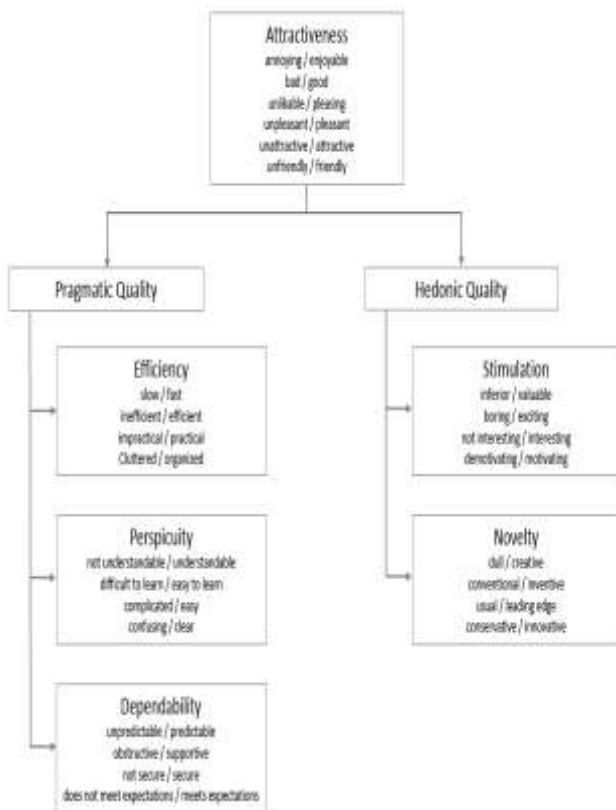 Attractiveness
annoying / enjoyable
bad / good
unlikable / pleasing
unpleasant / pleasant
unattractive / attractive
unfriendly / friendly
Pragmatic Quality
Hedonic Quality
Efficiency
slow / fast
inefficient / efficient
impractical / practical
Cluttered / organized
Stimulation
inferior / valuable
boring / exciting
not interesting / interesting
demotivating / motivating
Perspicuity
not understandable / understandable
difficult to learn / easy to learn
complicated / easy
confusing / clear
Novelty
dull / creative
conventional / inventive
usual / leading edge
conservative / innovative
Dependability
unpredictable / predictable
obstructive / supportive
not secure / secure
does not meet expectations / meets expectations